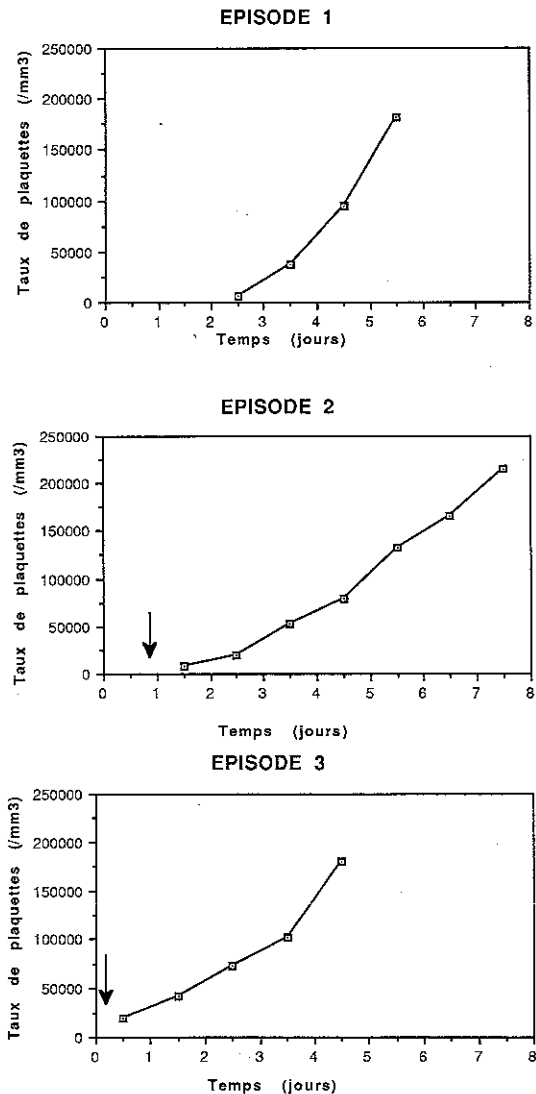 EPISODE 1
Taux de plaquettes (/mm3)
250000
200000
150000
100000
50000
0
0 1 2 3 4 5 6 7 8
Temps (jours)
EPISODE 2
Taux de plaquettes (/mm3)
250000
200000
150000
100000
50000
0
0 1 2 3 4 5 6 7 8
Temps (jours)
EPISODE 3
Taux de plaquettes (/mm3)
250000
200000
150000
100000
50000
0
0 1 2 3 4 5 6 7 8
Temps (jours)